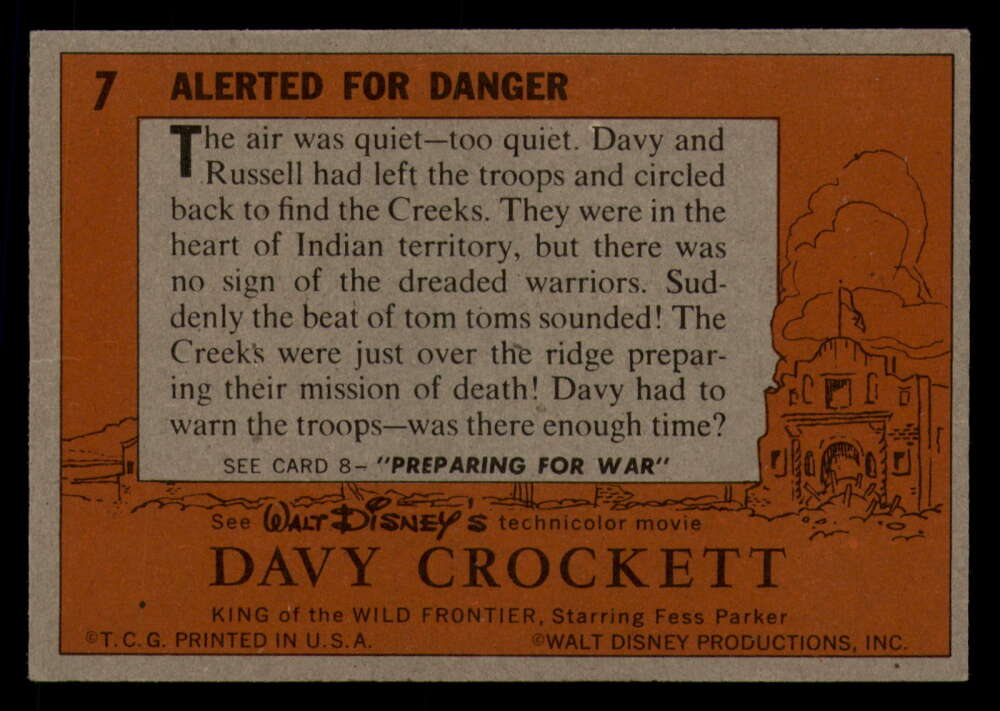 7 ALERTED FOR DANGER
The air was quiet—too quiet. Davy and
Russell had left the troops and circled
back to find the Creeks. They were in the
heart of Indian territory, but there was
no sign of the dreaded warriors. Sud-
denly the beat of tom toms sounded! The
Creeks were just over the ridge prepar-
ing their mission of death! Davy had to
warn the troops—was there enough time?
SEE CARD 8- "PREPARING FOR WAR"
See WALT DISNEY'S technicolor movie
DAVY CROCKETT
KING of the WILD FRONTIER, Starring Fess Parker
©T.C.G. PRINTED IN U.S.A. ©WALT DISNEY PRODUCTIONS, INC.